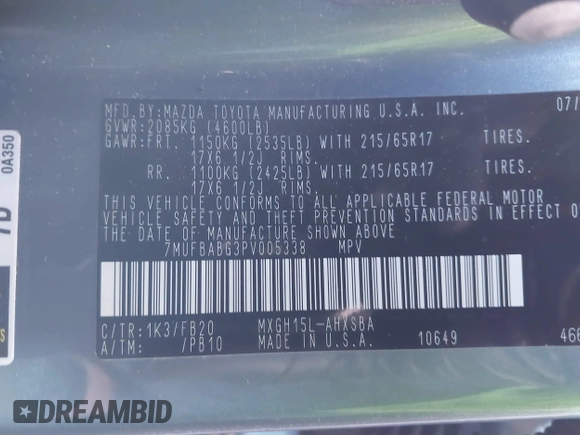 MFD.BY:MAZDA TOYOTA MANUFACTURING U.S.A. INC. 07/
GVWR:2085KG (4600LB)
GAWR:FRT. 1150KG (2535LB) WITH 215/65R17 TIRES.
17X6 1/2J RIMS.
RR. 1100KG (2425LB) WITH 215/65R17 TIRES.
17X6 1/2J RIMS.
THIS VEHICLE CONFORMS TO ALL APPLICABLE FEDERAL MOTOR
VEHICLE SAFETY AND THEFT PREVENTION STANDARDS IN EFFECT O
THE DATE OF MANUFACTURE SHOWN ABOVE
7MUFBABG3PV005338 MPV
C/TR:1K3/FB20 MXGH15L-AHXSBA
A/TM: /PB10 MADE IN U.S.A. 10649 466
0A350
DREAMBID